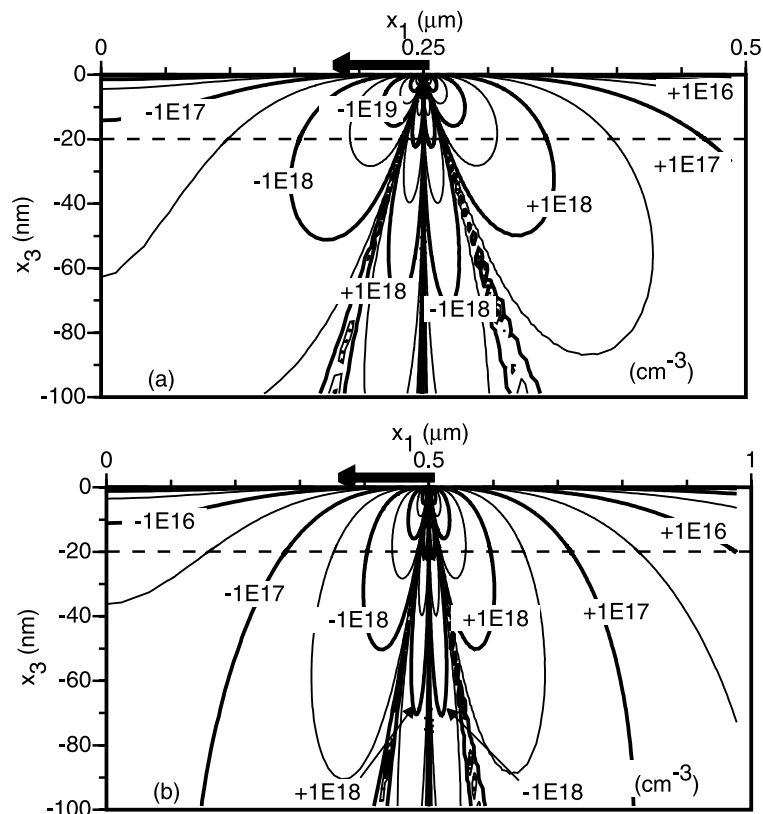 x1 (μm)
0 0.25 0.5
0
-20
-40
-60
-80
-100
x3 (nm)
-1E17
-1E19
+1E16
+1E17
-1E18
+1E18
+1E18
-1E18
(a)
(cm-3)
x1 (μm)
0 0.5 1
0
-20
-40
-60
-80
-100
x3 (nm)
-1E16
+1E16
-1E17
-1E18
+1E18
+1E17
+1E18
-1E18
(b)
(cm-3)